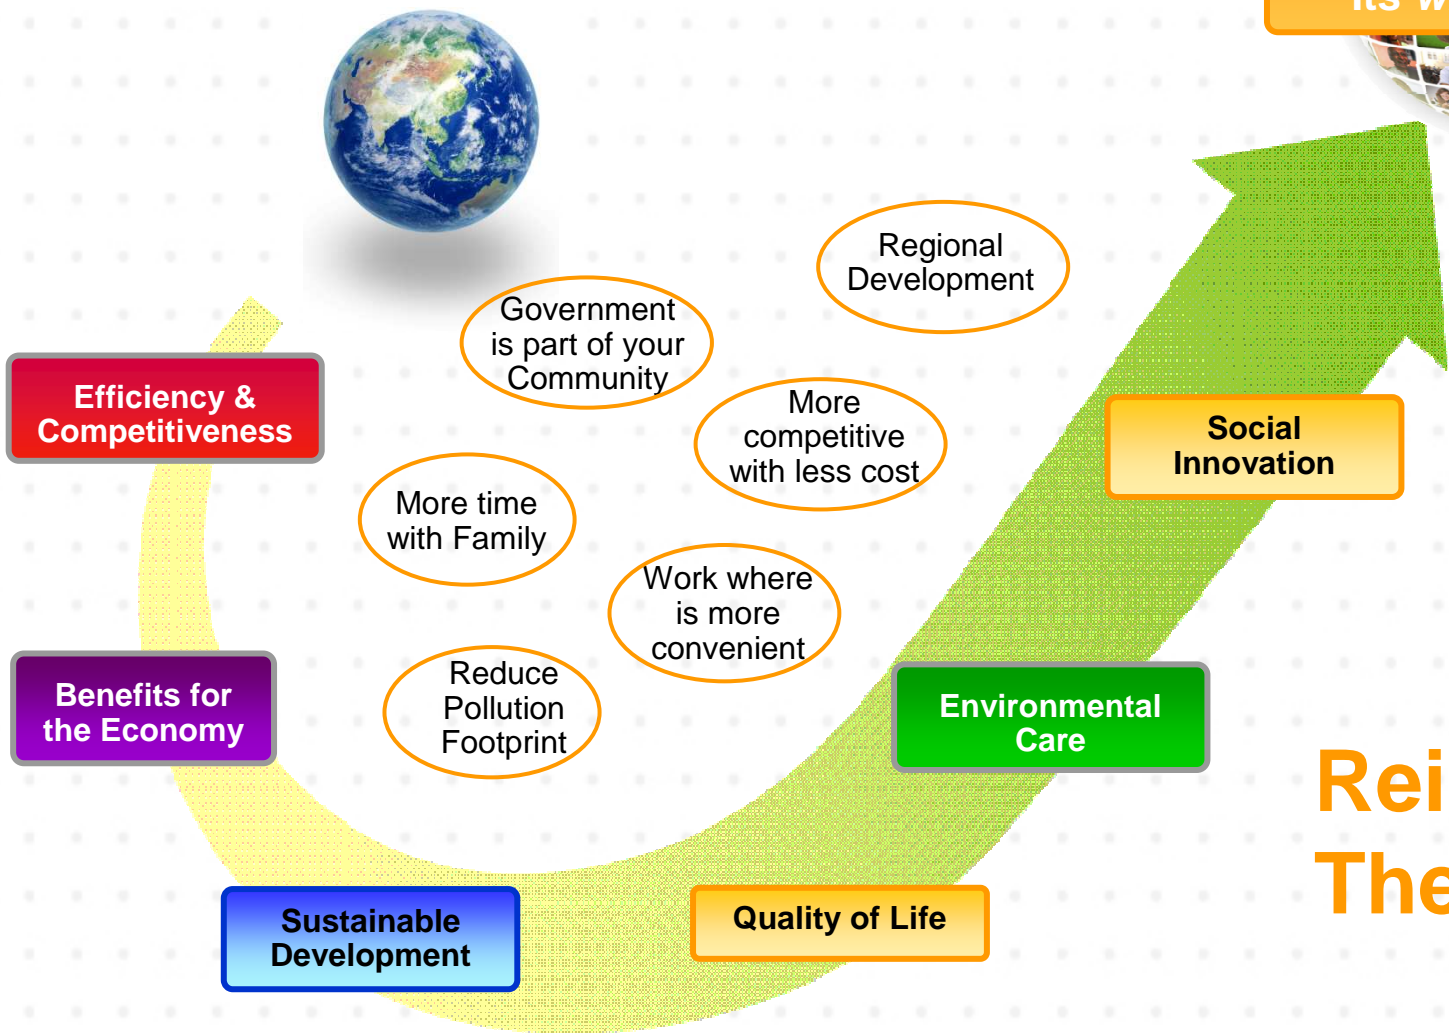 Regional
Development
Government
is part of your
Community
Efficiency &
Competitiveness
More
competitive
with less cost
Social
Innovation
More time
with Family
Work where
is more
convenient
Benefits for
the Economy
Reduce
Pollution
Footprint
Environmental
Care
Sustainable
Development
Quality of Life
The